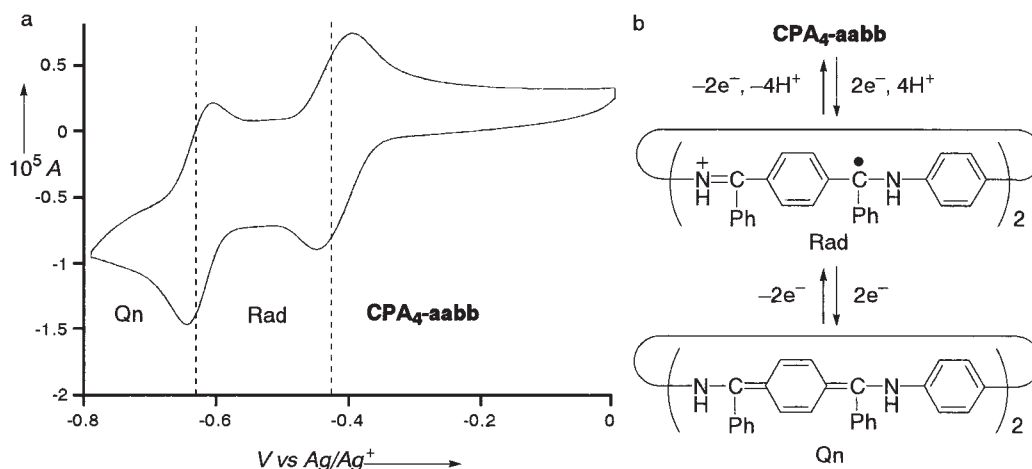 a
0.5
0
10⁵ A
-0.5
-1
-1.5
-2
Qn
Rad
CPA₄-aabb
-0.8
-0.6
-0.4
-0.2
0
V vs Ag/Ag⁺
b
CPA₄-aabb
−2e⁻, −4H⁺
2e⁻, 4H⁺
+ •
N C C N
H H
Ph Ph
2
Rad
−2e⁻
2e⁻
N C C N
H H
Ph Ph
2
Qn